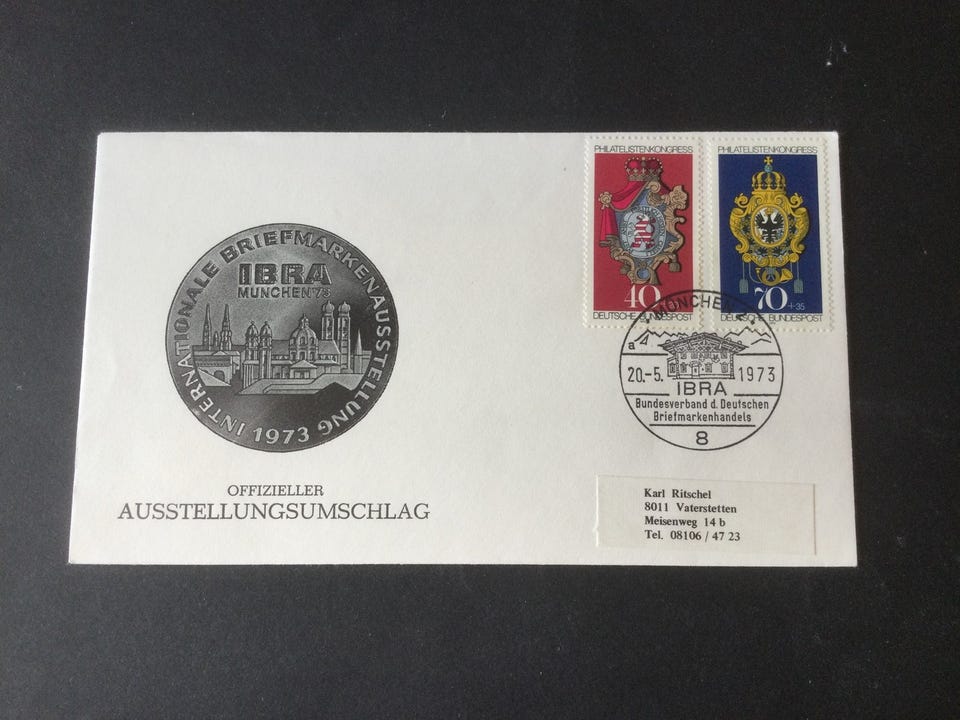 INTERNATIONALE BRIEFMARKENAUSSTELLUNG 1973
IBRA
MÜNCHEN '73
OFFIZIELLER
AUSSTELLUNGSUMSCHLAG
PHILATELISTENKONGRESS
40
DEUTSCHE BUNDESPOST
PHILATELISTENKONGRESS
70+35
DEUTSCHE BUNDESPOST
MÜNCHEN
a
20.-5. 1973
IBRA
Bundesverband d. Deutschen
Briefmarkenhandels
8
Karl Ritschel
8011 Vaterstetten
Meisenweg 14 b
Tel. 08106 / 47 23